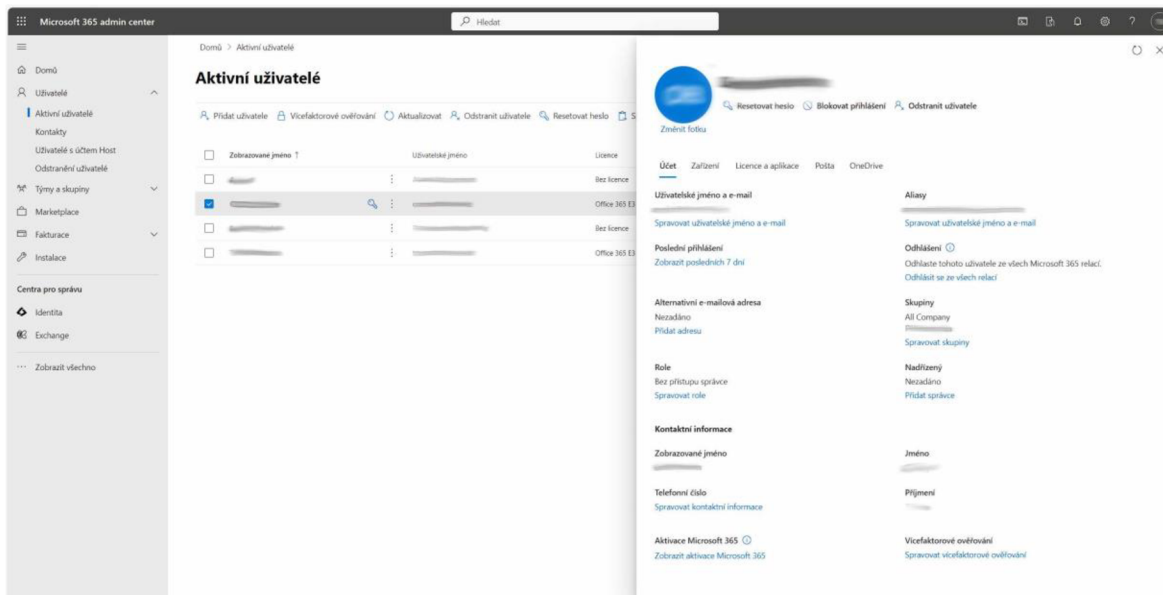 Microsoft 365 admin center
Hledat
?
Domů
Uživatelé
Aktivní uživatelé
Kontakty
Uživatelé s účtem Host
Odstranění uživatelé
Týmy a skupiny
Marketplace
Fakturace
Instalace
Centra pro správu
Identita
Exchange
Zobrazit všechno
Domů > Aktivní uživatelé
Aktivní uživatelé
Přidat uživatele Vícefaktorové ověřování Aktualizovat Odstranit uživatele Resetovat heslo S
Zobrazované jméno ↑ Uživatelské jméno Licence
Bez licence
Office 365 E3
Bez licence
Office 365 E3
Resetovat heslo Blokovat přihlášení Odstranit uživatele
Změnit fotku
Účet Zařízení Licence a aplikace Pošta OneDrive
Uživatelské jméno a e-mail
Spravovat uživatelské jméno a e-mail
Aliasy
Spravovat uživatelské jméno a e-mail
Poslední přihlášení
Zobrazit posledních 7 dní
Odhlášení
Odhlaste tohoto uživatele ze všech Microsoft 365 relací.
Odhlásit se ze všech relací
Alternativní e-mailová adresa
Nezadáno
Přidat adresu
Skupiny
All Company
Spravovat skupiny
Role
Bez přístupu správce
Spravovat role
Nadřízený
Nezadáno
Přidat správce
Kontaktní informace
Zobrazované jméno
Jméno
Telefonní číslo
Spravovat kontaktní informace
Příjmení
Aktivace Microsoft 365
Zobrazit aktivace Microsoft 365
Vícefaktorové ověřování
Spravovat vícefaktorové ověřování